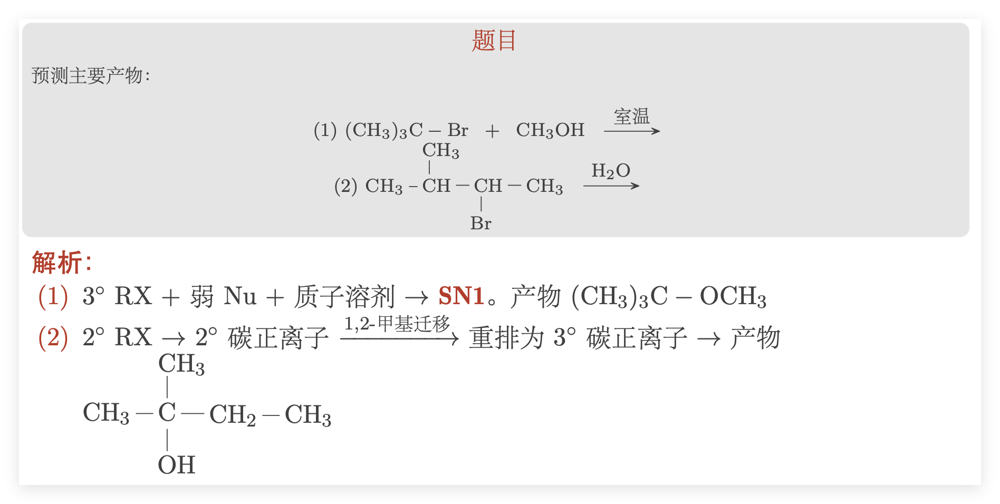 题目
预测主要产物：
(1) (CH₃)₃C – Br + CH₃OH 室温 ⟶
CH₃
|
(2) CH₃ – CH – CH – CH₃ H₂O ⟶
|
Br
解析：
(1) 3° RX + 弱 Nu + 质子溶剂 → SN1。产物 (CH₃)₃C – OCH₃
(2) 2° RX → 2° 碳正离子 1,2-甲基迁移 ⟶ 重排为 3° 碳正离子 → 产物
CH₃
|
CH₃ – C – CH₂ – CH₃
|
OH